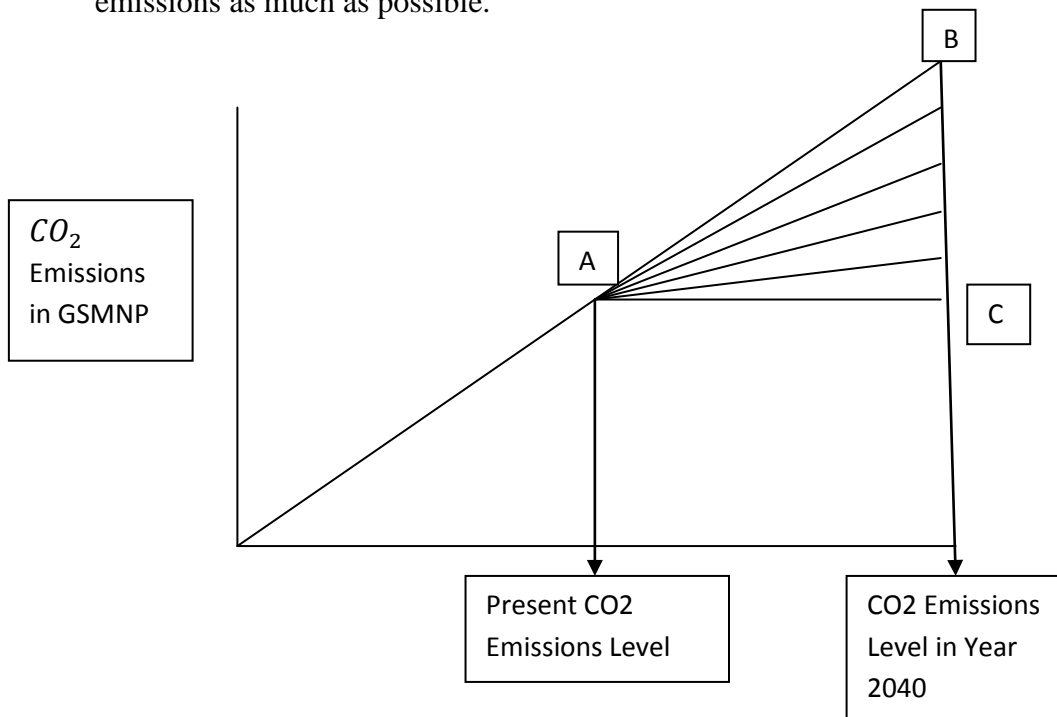 emissions as much as possible.
B
A
CO₂
Emissions
in GSMNP
C
Present CO2
Emissions Level
CO2 Emissions
Level in Year
2040